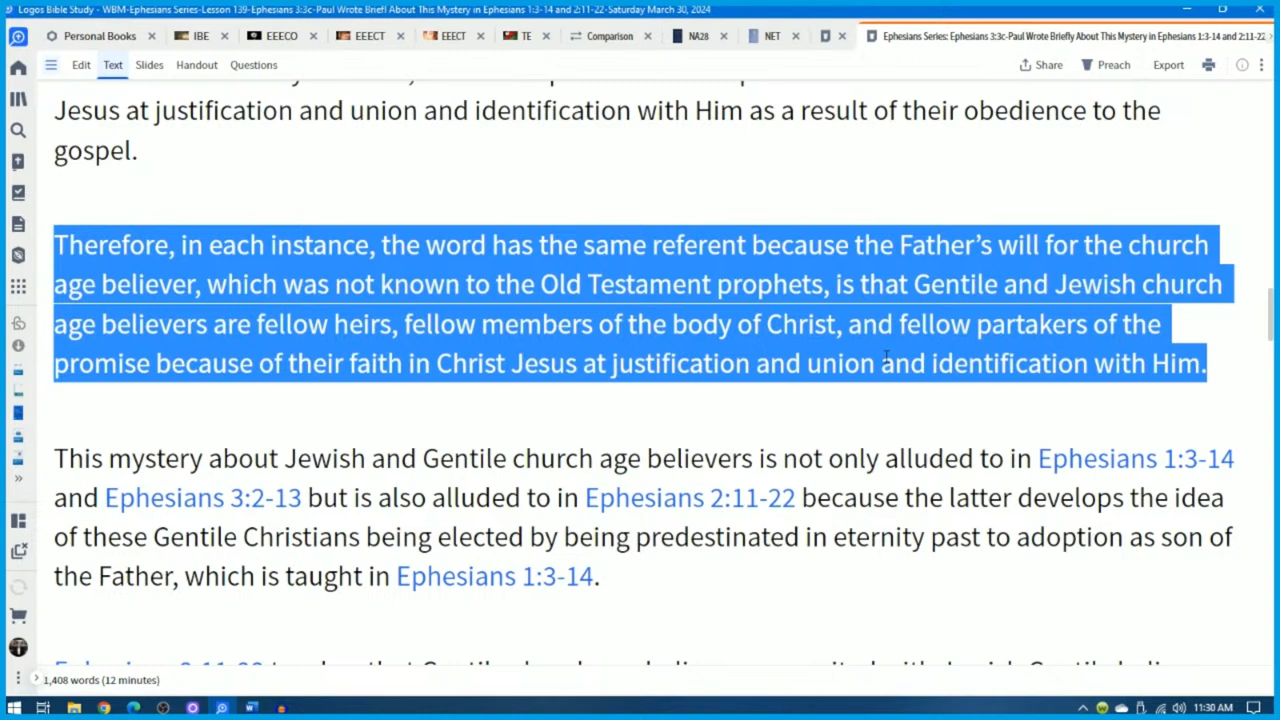 Logos Bible Study - WBM-Ephesians Series-Lesson 139-Ephesians 3:3c-Paul Wrote Briefl About This Mystery in Ephesians 1:3-14 and 2:11-22-Saturday March 30, 2024
Personal Books IBE EEECO EEECT EEECT TE Comparison NA28 NET Ephesians Series: Ephesians 3:3c-Paul Wrote Briefly About This Mystery in Ephesians 1:3-14 and 2:11-22
Edit Text Slides Handout Questions Share Preach Export
Jesus at justification and union and identification with Him as a result of their obedience to the
gospel.
Therefore, in each instance, the word has the same referent because the Father’s will for the church
age believer, which was not known to the Old Testament prophets, is that Gentile and Jewish church
age believers are fellow heirs, fellow members of the body of Christ, and fellow partakers of the
promise because of their faith in Christ Jesus at justification and union and identification with Him.
This mystery about Jewish and Gentile church age believers is not only alluded to in Ephesians 1:3-14
and Ephesians 3:2-13 but is also alluded to in Ephesians 2:11-22 because the latter develops the idea
of these Gentile Christians being elected by being predestinated in eternity past to adoption as son of
the Father, which is taught in Ephesians 1:3-14.
1,408 words (12 minutes)
11:30 AM